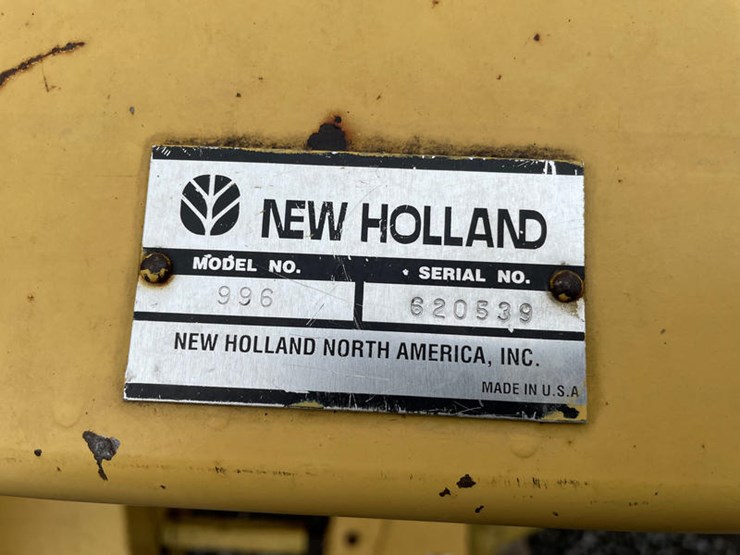 NEW HOLLAND
MODEL NO. SERIAL NO.
996 620539
NEW HOLLAND NORTH AMERICA, INC.
MADE IN U.S.A